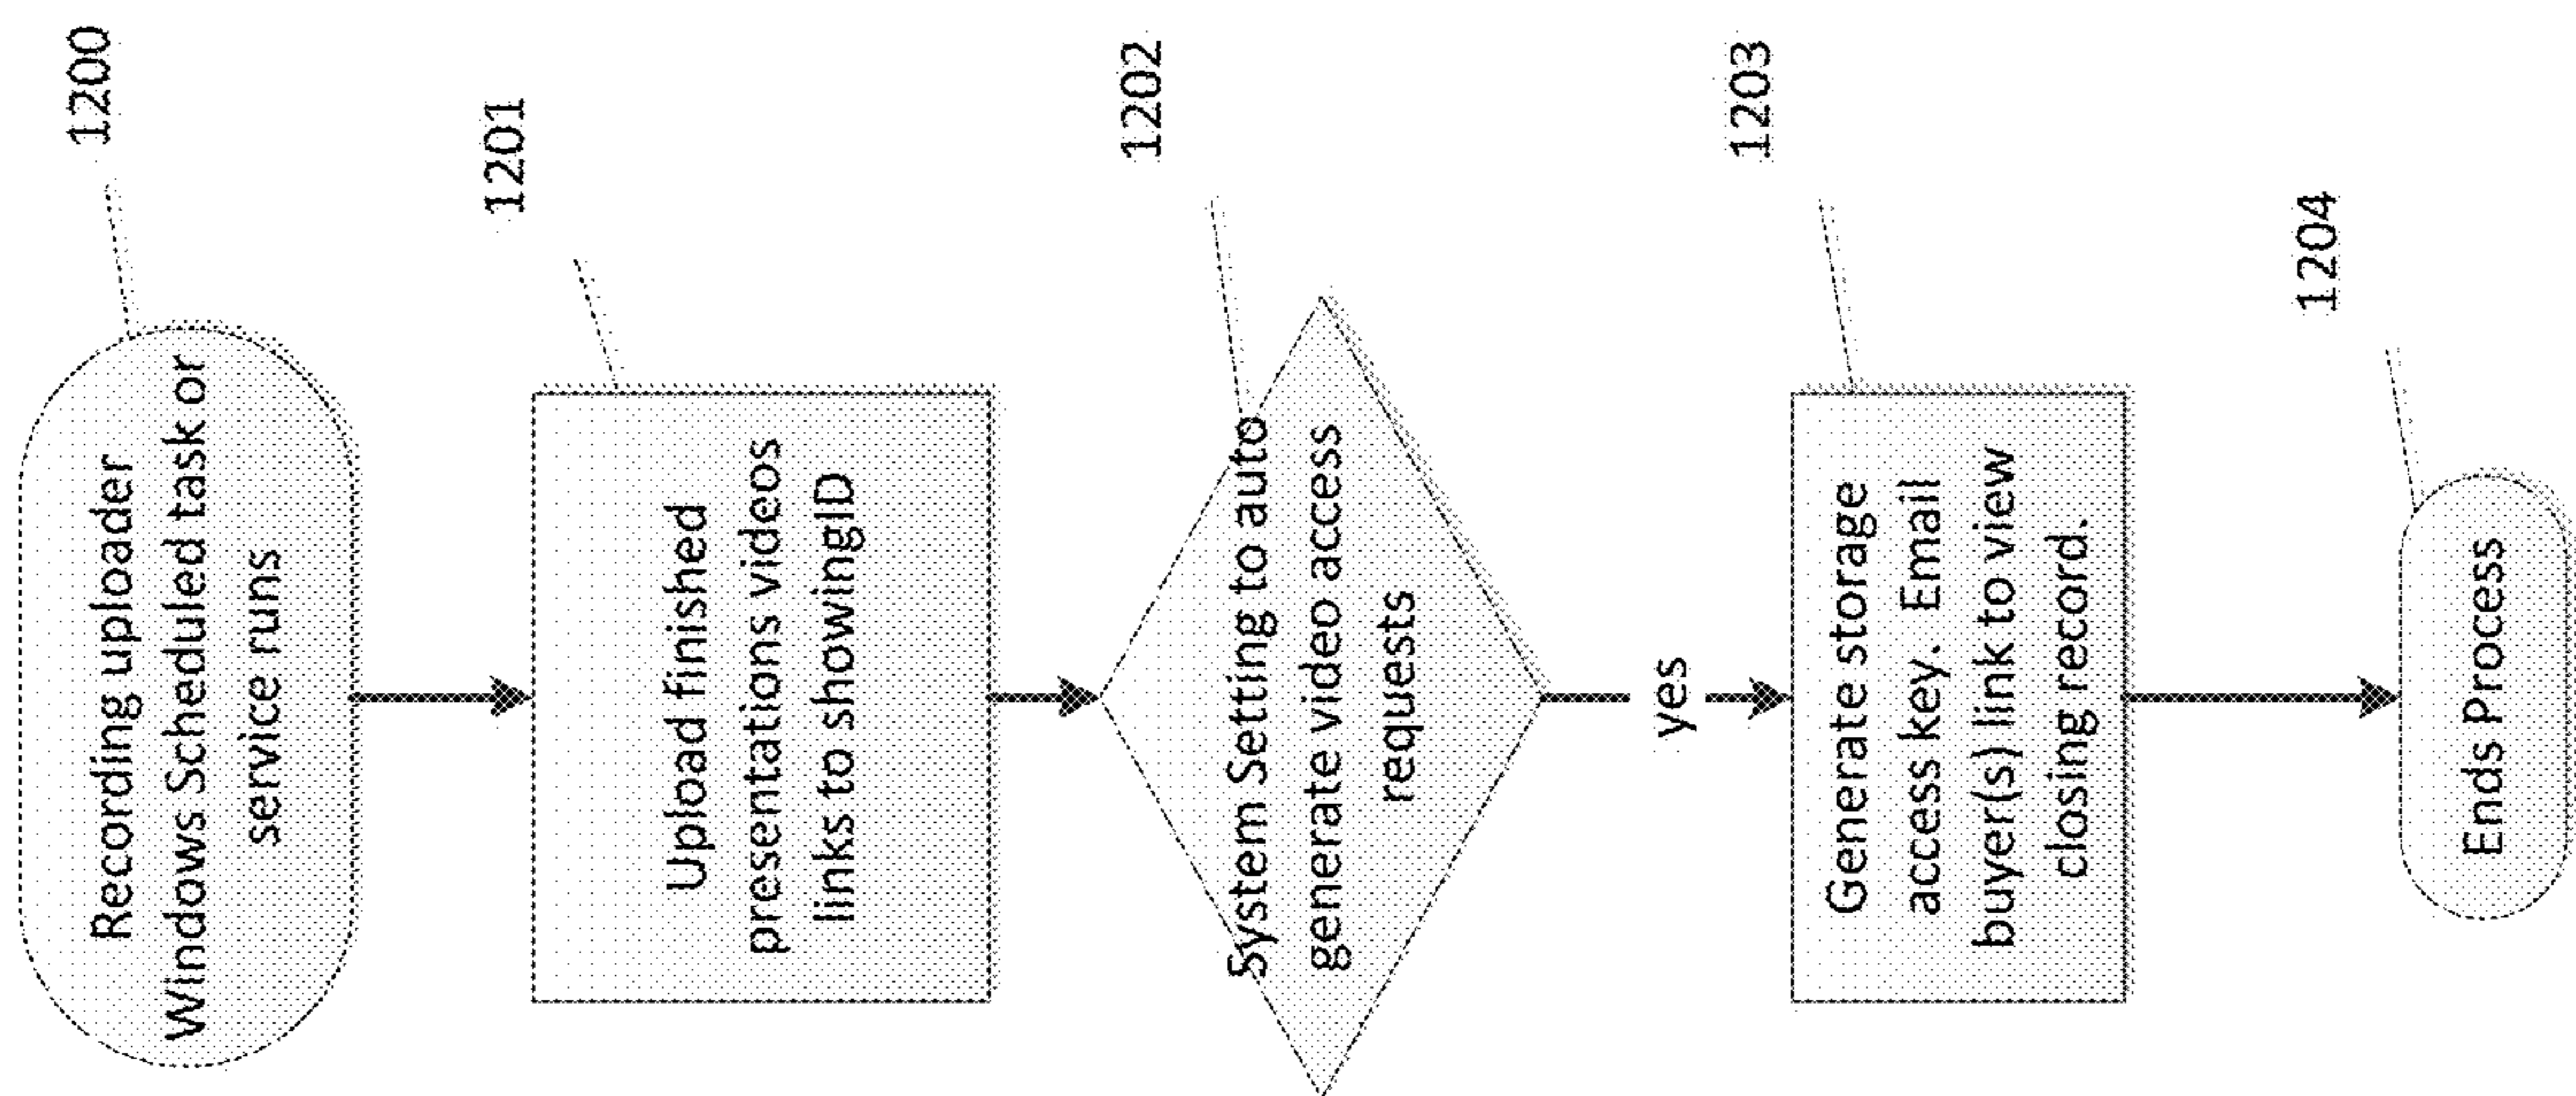 1200
Recording uploader
Windows Scheduled task or
service runs
1201
Upload finished
presentations videos
links to showingID
1202
System Setting to auto
generate video access
requests
yes
1203
Generate storage
access key. Email
buyer(s) link to view
closing record.
1204
Ends Process